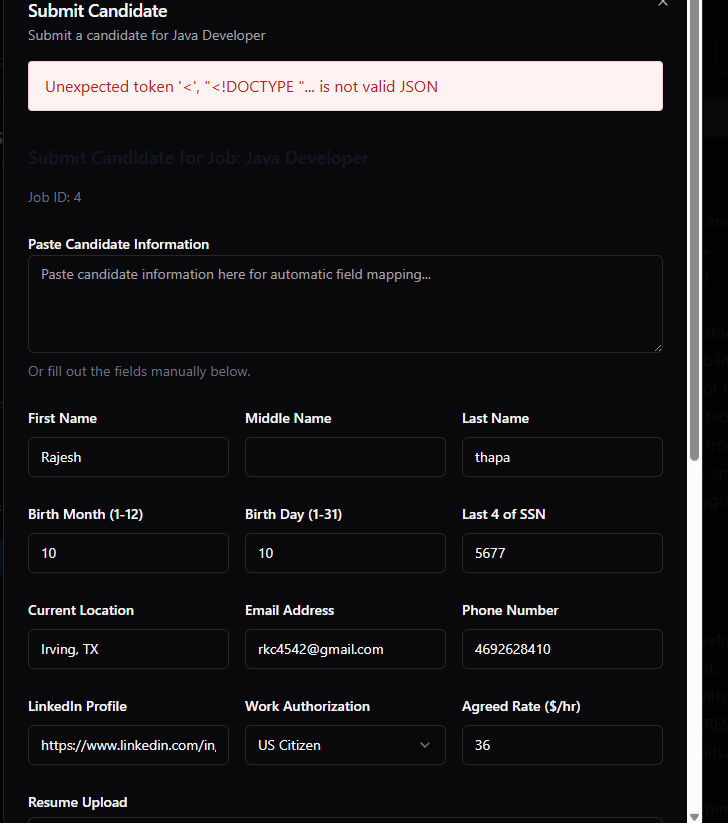 Submit Candidate
Submit a candidate for Java Developer
Unexpected token '<', "<!DOCTYPE "... is not valid JSON
Submit Candidate for Job: Java Developer
Job ID: 4
Paste Candidate Information
Paste candidate information here for automatic field mapping...
Or fill out the fields manually below.
First Name Middle Name Last Name
Rajesh thapa
Birth Month (1-12) Birth Day (1-31) Last 4 of SSN
10 10 5677
Current Location Email Address Phone Number
Irving, TX rkc4542@gmail.com 4692628410
LinkedIn Profile Work Authorization Agreed Rate ($/hr)
https://www.linkedin.com/in, US Citizen 36
Resume Upload